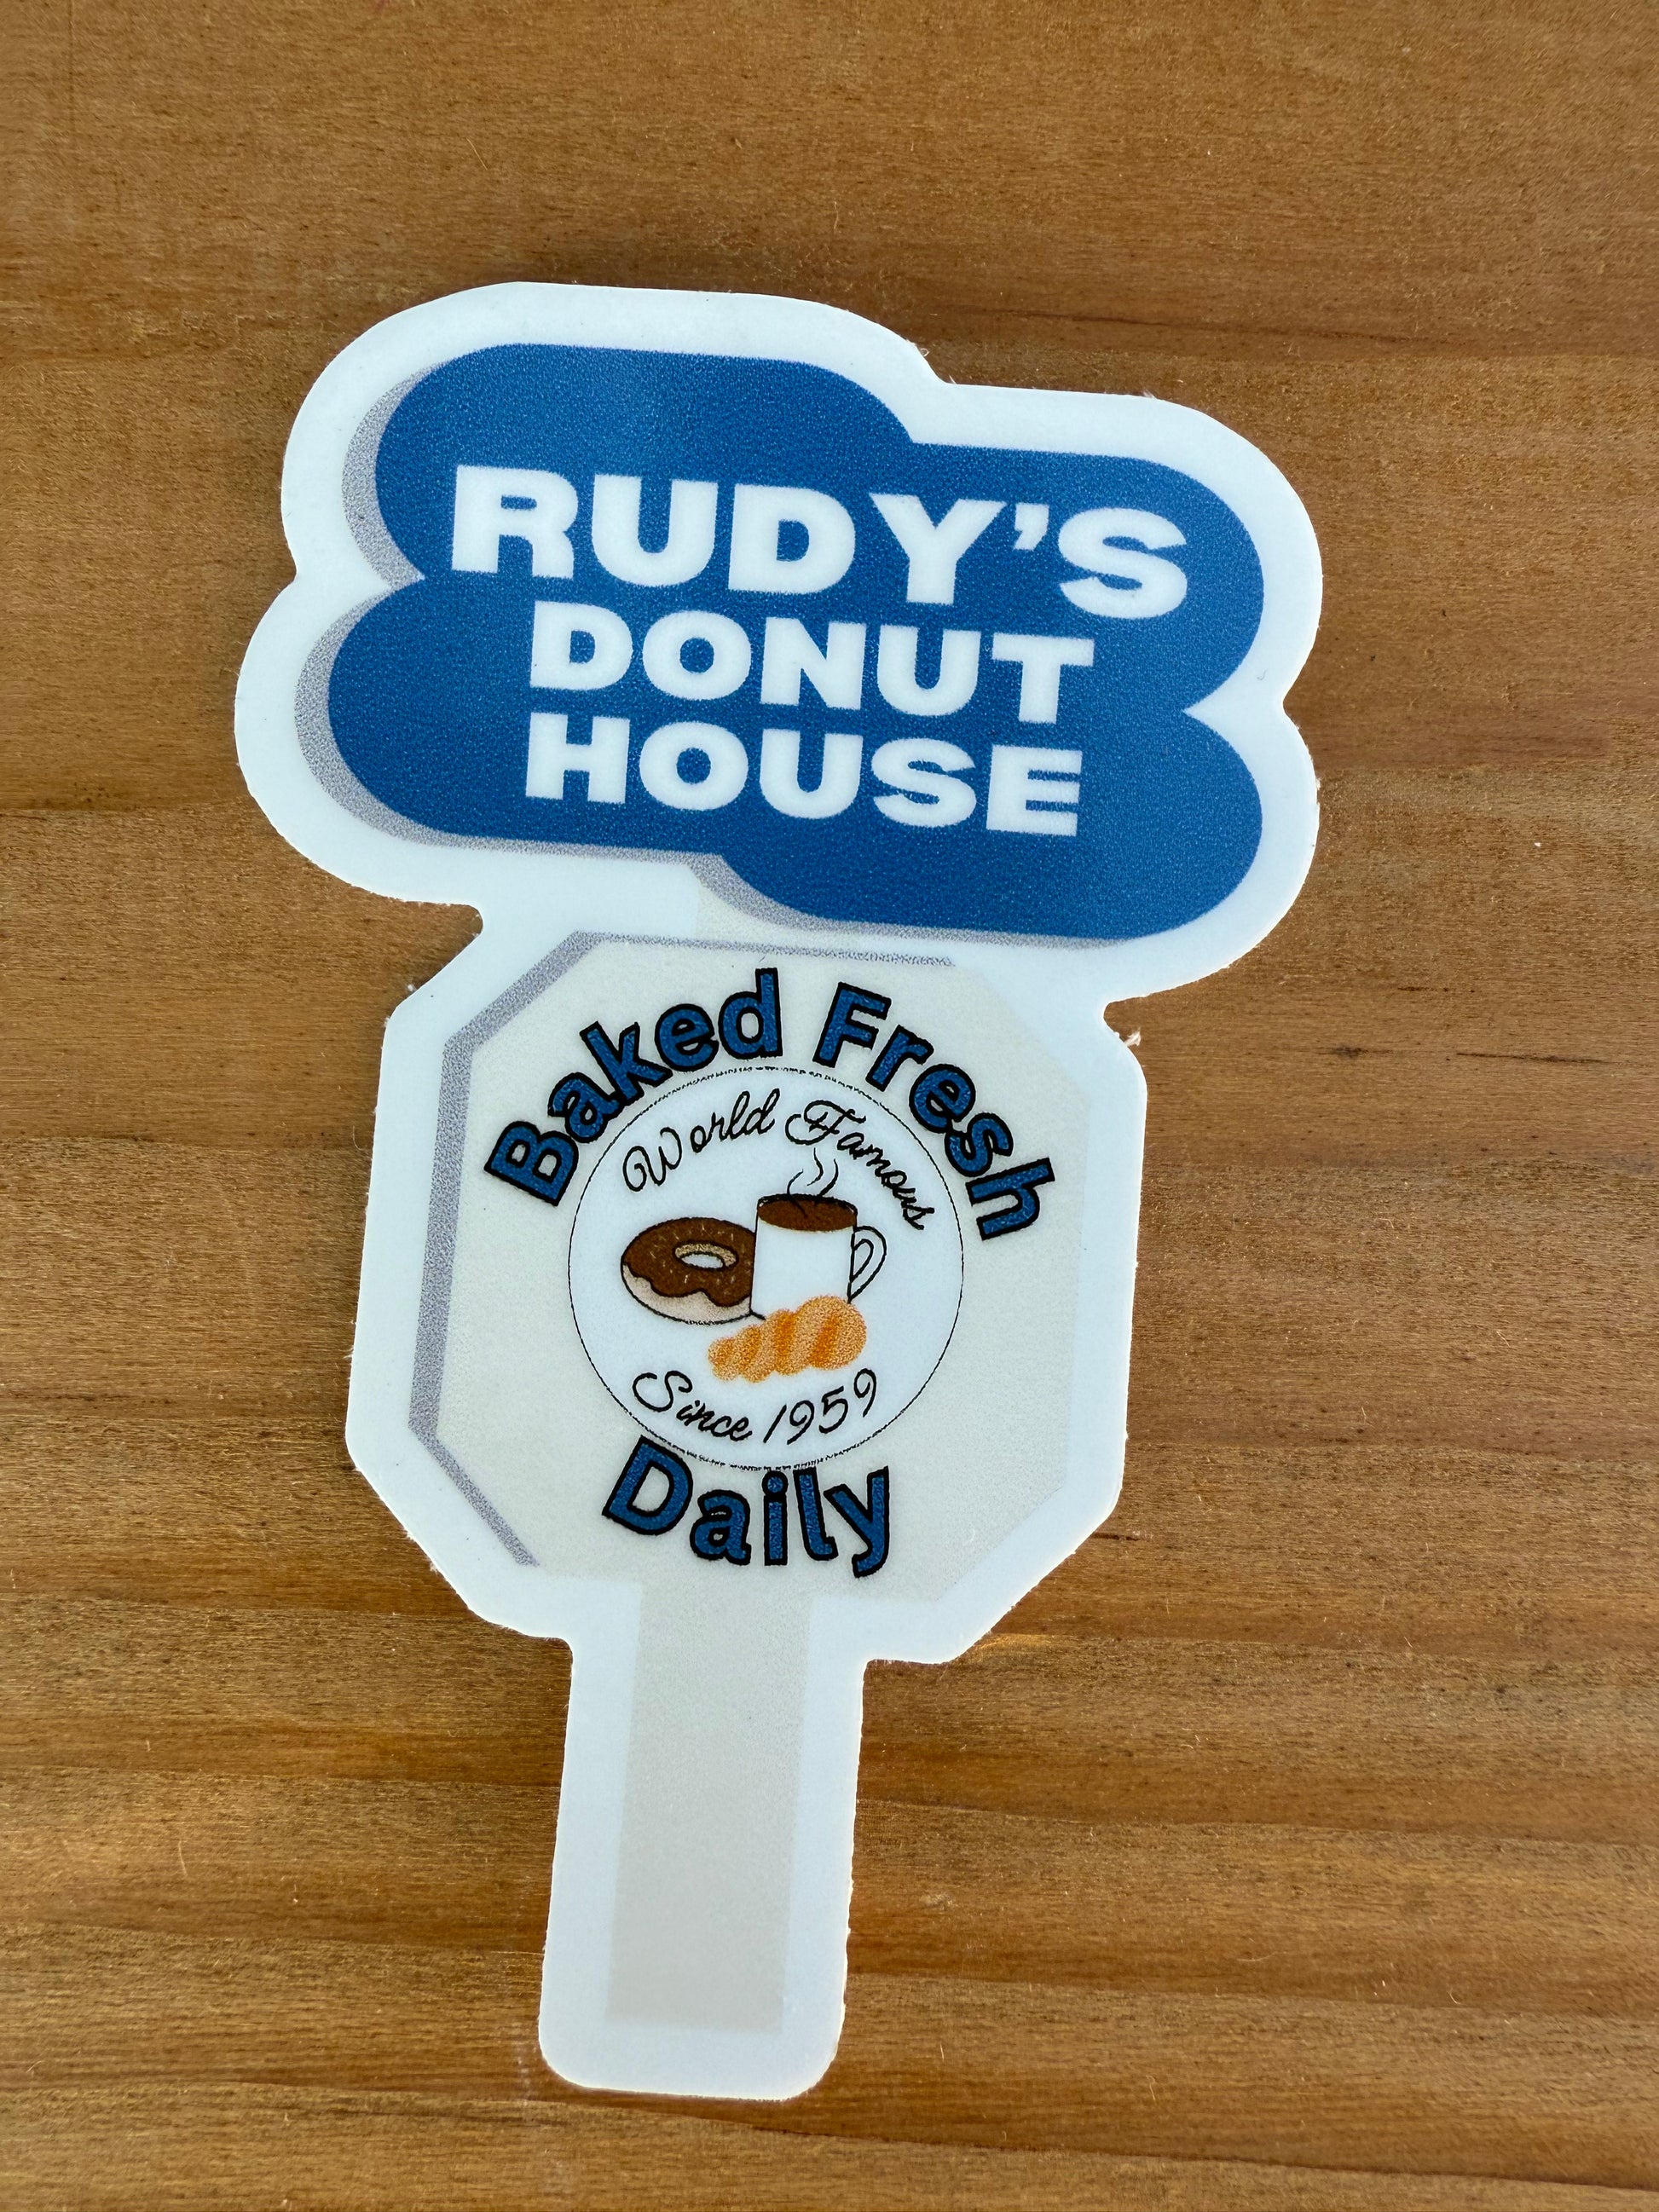 RUDY'S
DONUT
HOUSE
Baked Fresh
World Famous
Since 1959
Daily